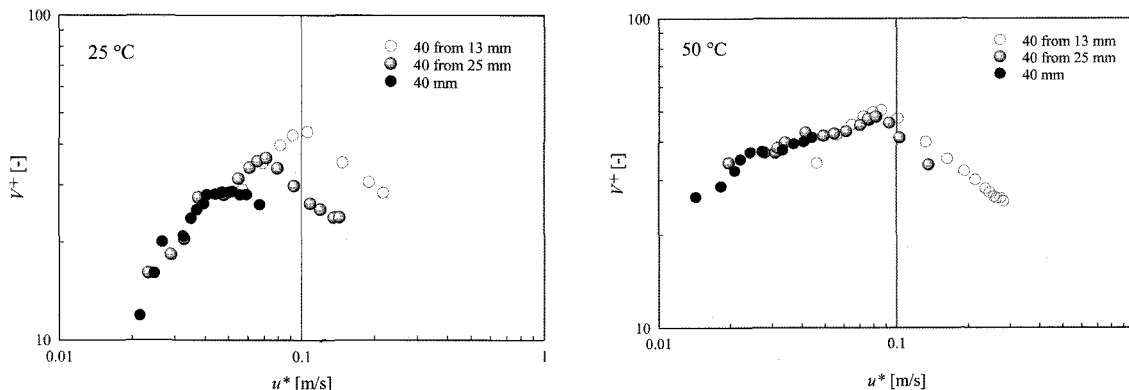 100
25 °C
40 from 13 mm
40 from 25 mm
40 mm
V+ [-]
10
0.01
0.1
1
u* [m/s]
100
50 °C
40 from 13 mm
40 from 25 mm
40 mm
V+ [-]
10
0.01
0.1
1
u* [m/s]